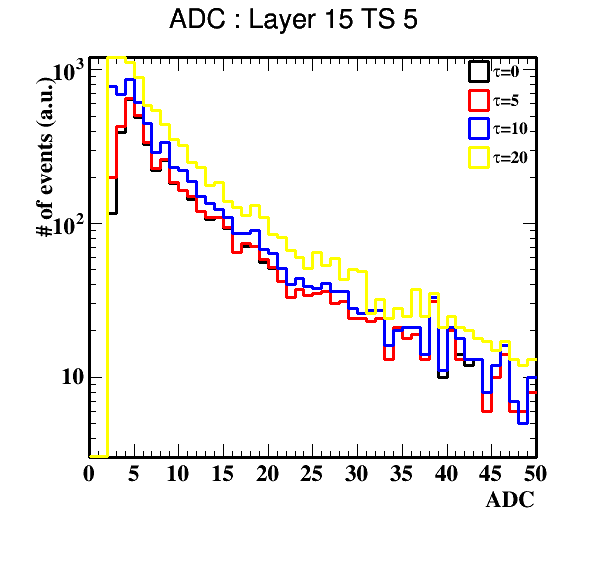 ADC : Layer 15 TS 5
# of events (a.u.)
10³
10²
10
τ=0
τ=5
τ=10
τ=20
0 5 10 15 20 25 30 35 40 45 50
ADC